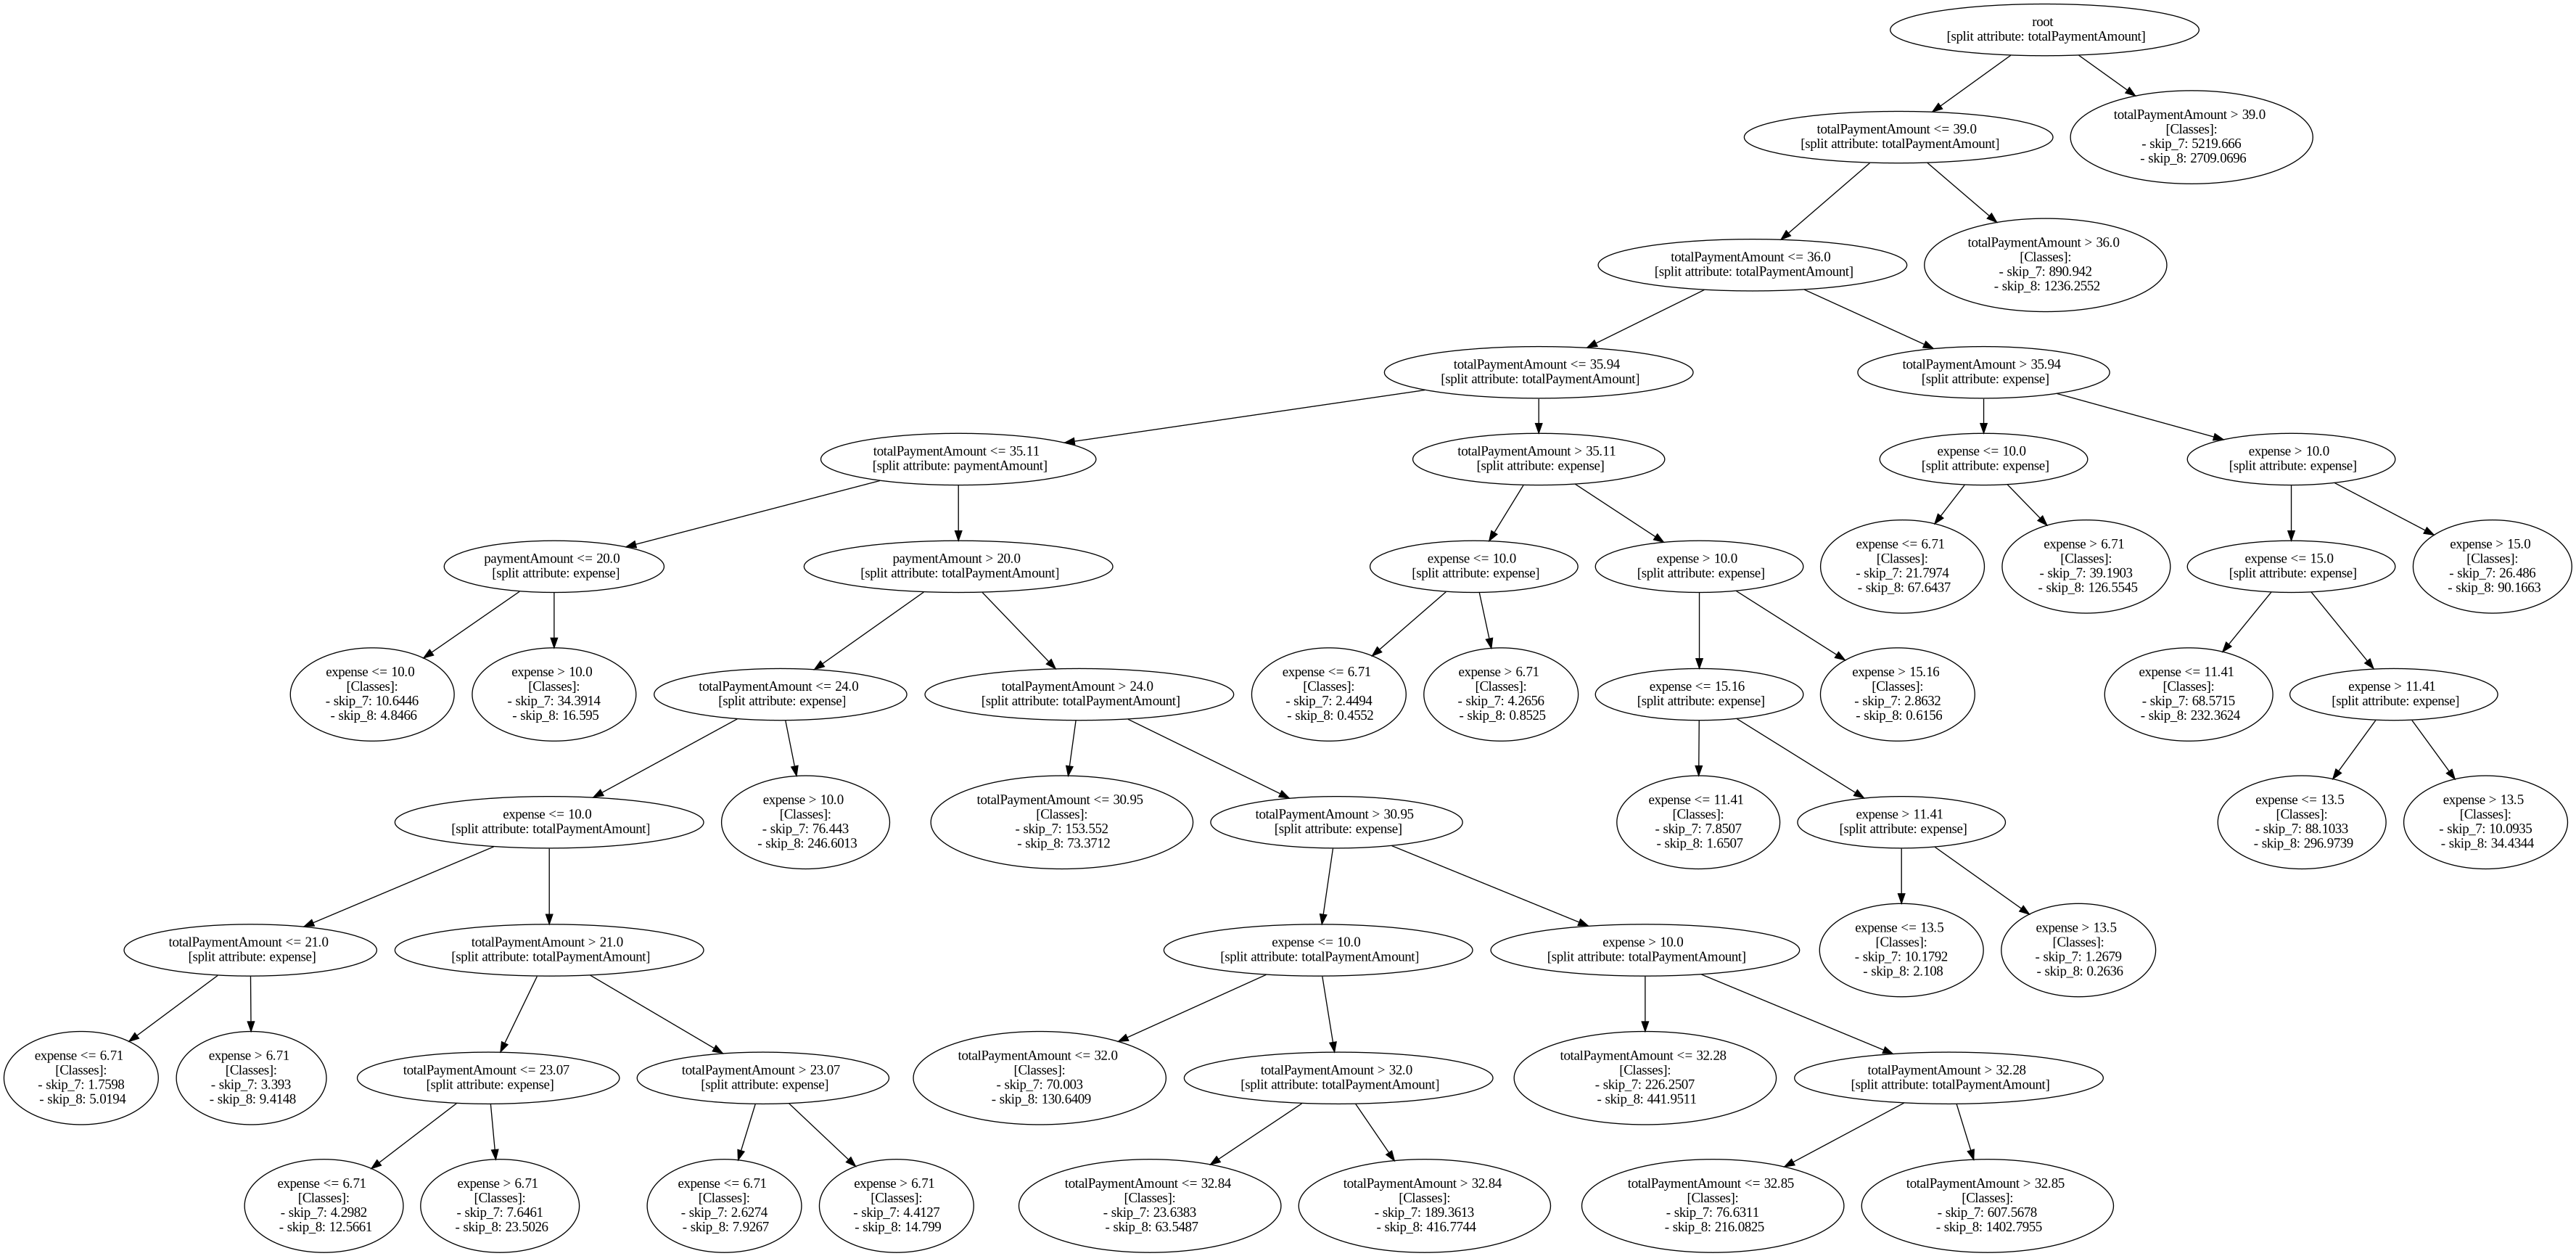 root
[split attribute: totalPaymentAmount]
totalPaymentAmount <= 39.0
[split attribute: totalPaymentAmount]
totalPaymentAmount > 39.0
[Classes]:
- skip_7: 5219.666
- skip_8: 2709.0696
totalPaymentAmount <= 36.0
[split attribute: totalPaymentAmount]
totalPaymentAmount > 36.0
[Classes]:
- skip_7: 890.942
- skip_8: 1236.2552
totalPaymentAmount <= 35.94
[split attribute: totalPaymentAmount]
totalPaymentAmount > 35.94
[split attribute: expense]
totalPaymentAmount <= 35.11
[split attribute: paymentAmount]
totalPaymentAmount > 35.11
[split attribute: expense]
expense <= 10.0
[split attribute: expense]
expense > 10.0
[split attribute: expense]
paymentAmount <= 20.0
[split attribute: expense]
paymentAmount > 20.0
[split attribute: totalPaymentAmount]
expense <= 10.0
[split attribute: expense]
expense > 10.0
[split attribute: expense]
expense <= 6.71
[Classes]:
- skip_7: 21.7974
- skip_8: 67.6437
expense > 6.71
[Classes]:
- skip_7: 39.1903
- skip_8: 126.5545
expense <= 15.0
[split attribute: expense]
expense > 15.0
[Classes]:
- skip_7: 26.486
- skip_8: 90.1663
expense <= 10.0
[Classes]:
- skip_7: 10.6446
- skip_8: 4.8466
expense > 10.0
[Classes]:
- skip_7: 34.3914
- skip_8: 16.595
totalPaymentAmount <= 24.0
[split attribute: expense]
totalPaymentAmount > 24.0
[split attribute: totalPaymentAmount]
expense <= 6.71
[Classes]:
- skip_7: 2.4494
- skip_8: 0.4552
expense > 6.71
[Classes]:
- skip_7: 4.2656
- skip_8: 0.8525
expense <= 15.16
[split attribute: expense]
expense > 15.16
[Classes]:
- skip_7: 2.8632
- skip_8: 0.6156
expense <= 11.41
[Classes]:
- skip_7: 68.5715
- skip_8: 232.3624
expense > 11.41
[split attribute: expense]
expense <= 10.0
[split attribute: totalPaymentAmount]
expense > 10.0
[Classes]:
- skip_7: 76.443
- skip_8: 246.6013
totalPaymentAmount <= 30.95
[Classes]:
- skip_7: 153.552
- skip_8: 73.3712
totalPaymentAmount > 30.95
[split attribute: expense]
expense <= 11.41
[Classes]:
- skip_7: 7.8507
- skip_8: 1.6507
expense > 11.41
[split attribute: expense]
expense <= 13.5
[Classes]:
- skip_7: 88.1033
- skip_8: 296.9739
expense > 13.5
[Classes]:
- skip_7: 10.0935
- skip_8: 34.4344
totalPaymentAmount <= 21.0
[split attribute: expense]
totalPaymentAmount > 21.0
[split attribute: totalPaymentAmount]
expense <= 10.0
[split attribute: totalPaymentAmount]
expense > 10.0
[split attribute: totalPaymentAmount]
expense <= 13.5
[Classes]:
- skip_7: 10.1792
- skip_8: 2.108
expense > 13.5
[Classes]:
- skip_7: 1.2679
- skip_8: 0.2636
expense <= 6.71
[Classes]:
- skip_7: 1.7598
- skip_8: 5.0194
expense > 6.71
[Classes]:
- skip_7: 3.393
- skip_8: 9.4148
totalPaymentAmount <= 23.07
[split attribute: expense]
totalPaymentAmount > 23.07
[split attribute: expense]
totalPaymentAmount <= 32.0
[Classes]:
- skip_7: 70.003
- skip_8: 130.6409
totalPaymentAmount > 32.0
[split attribute: totalPaymentAmount]
totalPaymentAmount <= 32.28
[Classes]:
- skip_7: 226.2507
- skip_8: 441.9511
totalPaymentAmount > 32.28
[split attribute: totalPaymentAmount]
expense <= 6.71
[Classes]:
- skip_7: 4.2982
- skip_8: 12.5661
expense > 6.71
[Classes]:
- skip_7: 7.6461
- skip_8: 23.5026
expense <= 6.71
[Classes]:
- skip_7: 2.6274
- skip_8: 7.9267
expense > 6.71
[Classes]:
- skip_7: 4.4127
- skip_8: 14.799
totalPaymentAmount <= 32.84
[Classes]:
- skip_7: 23.6383
- skip_8: 63.5487
totalPaymentAmount > 32.84
[Classes]:
- skip_7: 189.3613
- skip_8: 416.7744
totalPaymentAmount <= 32.85
[Classes]:
- skip_7: 76.6311
- skip_8: 216.0825
totalPaymentAmount > 32.85
[Classes]:
- skip_7: 607.5678
- skip_8: 1402.7955